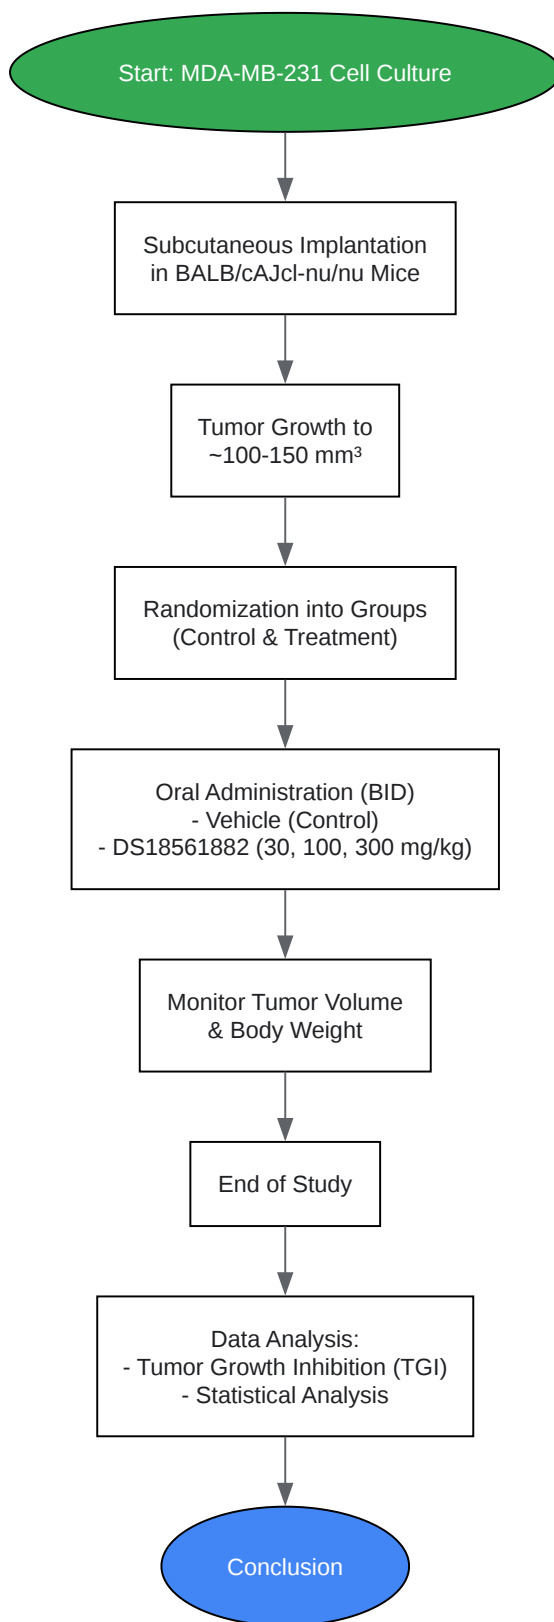 Start: MDA-MB-231 Cell Culture
Subcutaneous Implantation
in BALB/cAJcl-nu/nu Mice
Tumor Growth to
~100-150 mm³
Randomization into Groups
(Control & Treatment)
Oral Administration (BID)
- Vehicle (Control)
- DS18561882 (30, 100, 300 mg/kg)
Monitor Tumor Volume
& Body Weight
End of Study
Data Analysis:
- Tumor Growth Inhibition (TGI)
- Statistical Analysis
Conclusion